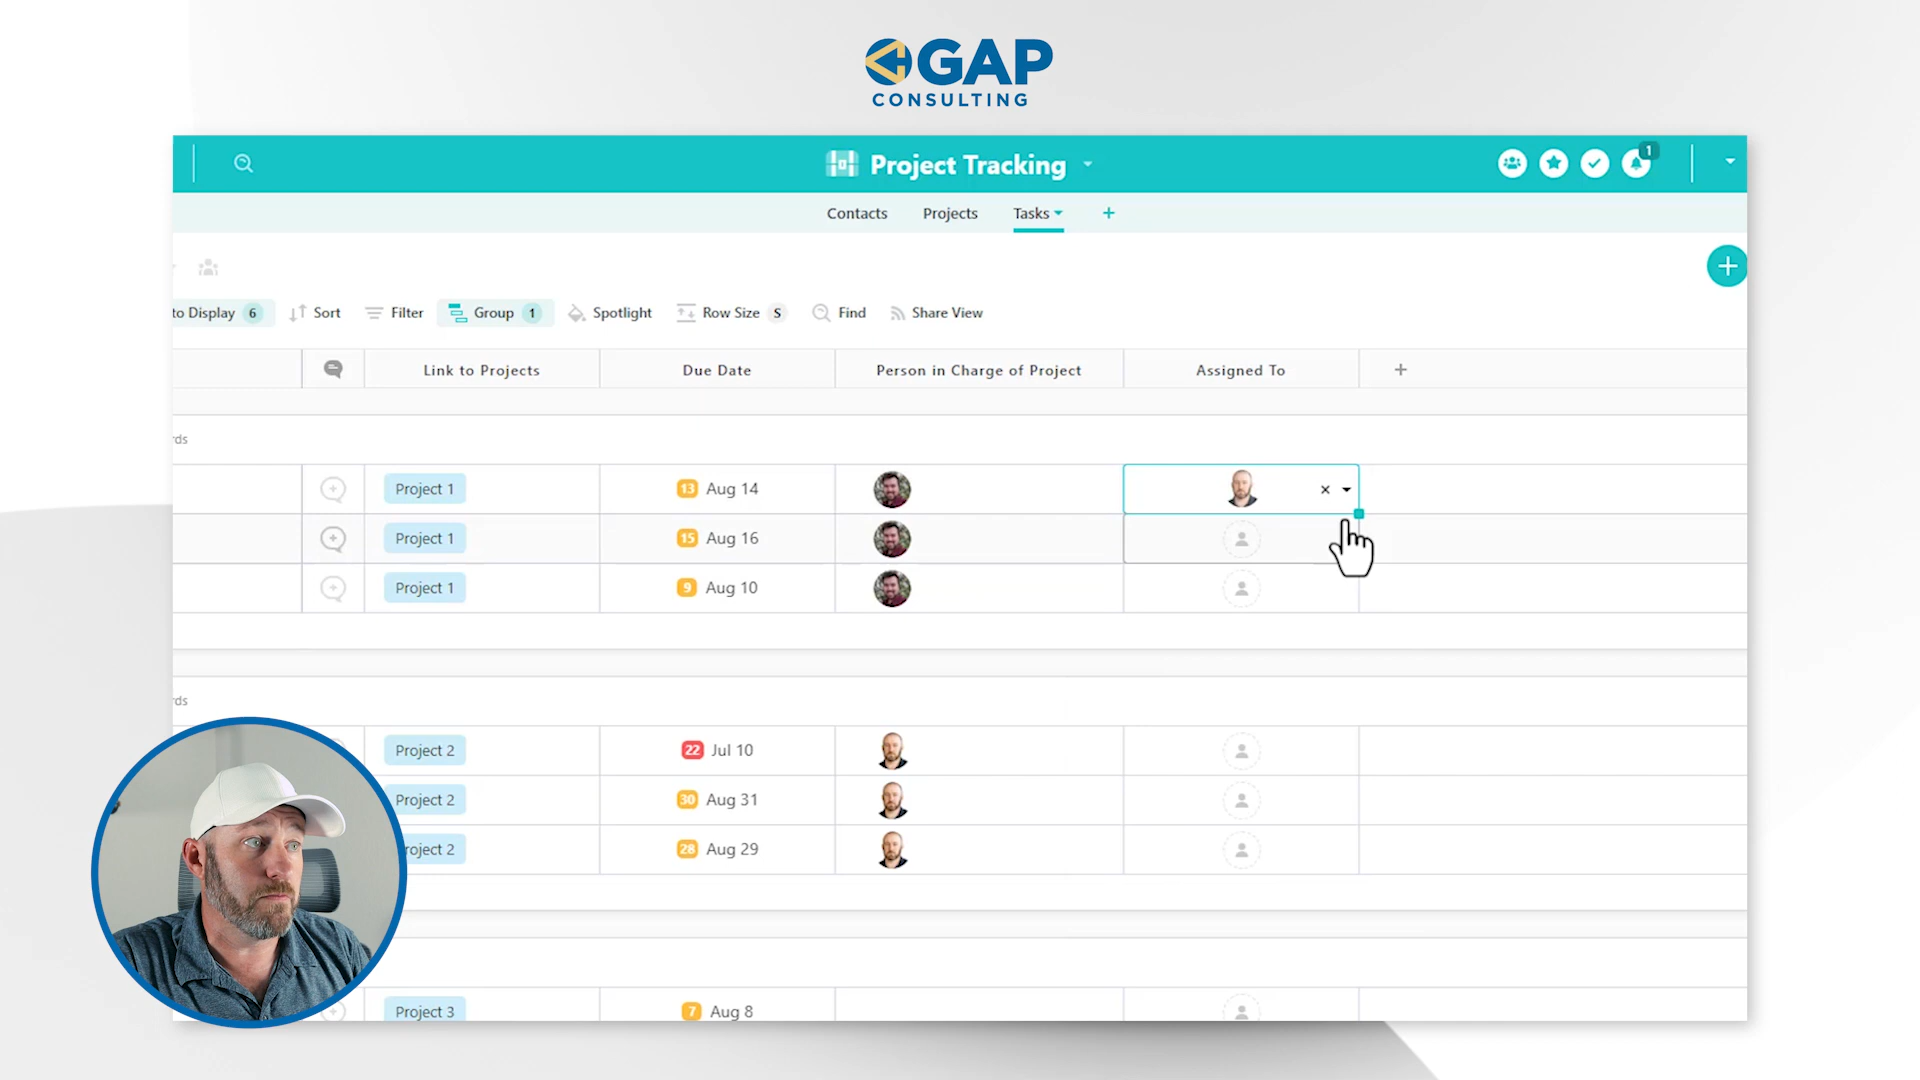 GAP
CONSULTING
Project Tracking
1
Contacts Projects Tasks
to Display 6 Sort Filter Group 1 Spotlight Row Size S Find Share View
Link to Projects Due Date Person in Charge of Project Assigned To
rds
Project 1 13 Aug 14
Project 1 15 Aug 16
Project 1 9 Aug 10
rds
Project 2 22 Jul 10
Project 2 30 Aug 31
roject 2 28 Aug 29
Project 3 7 Aug 8